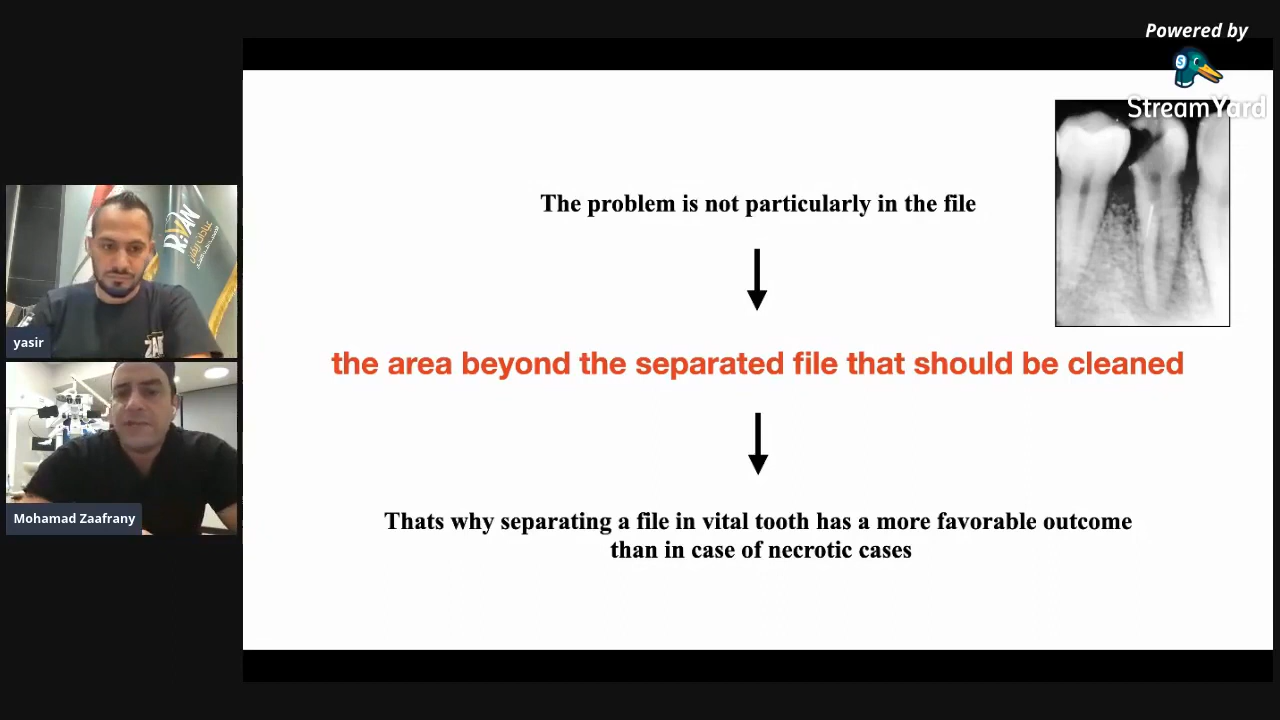 Powered by
StreamYard
The problem is not particularly in the file
the area beyond the separated file that should be cleaned
Thats why separating a file in vital tooth has a more favorable outcome
than in case of necrotic cases
yasir
Mohamad Zaafrany